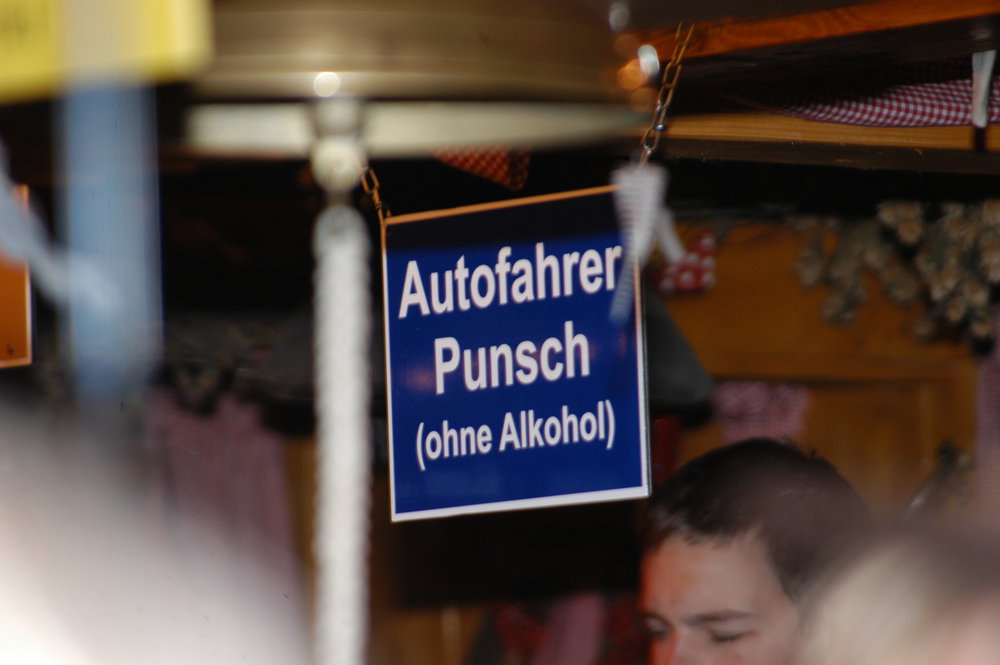 Autofahrer
Punsch
(ohne Alkohol)